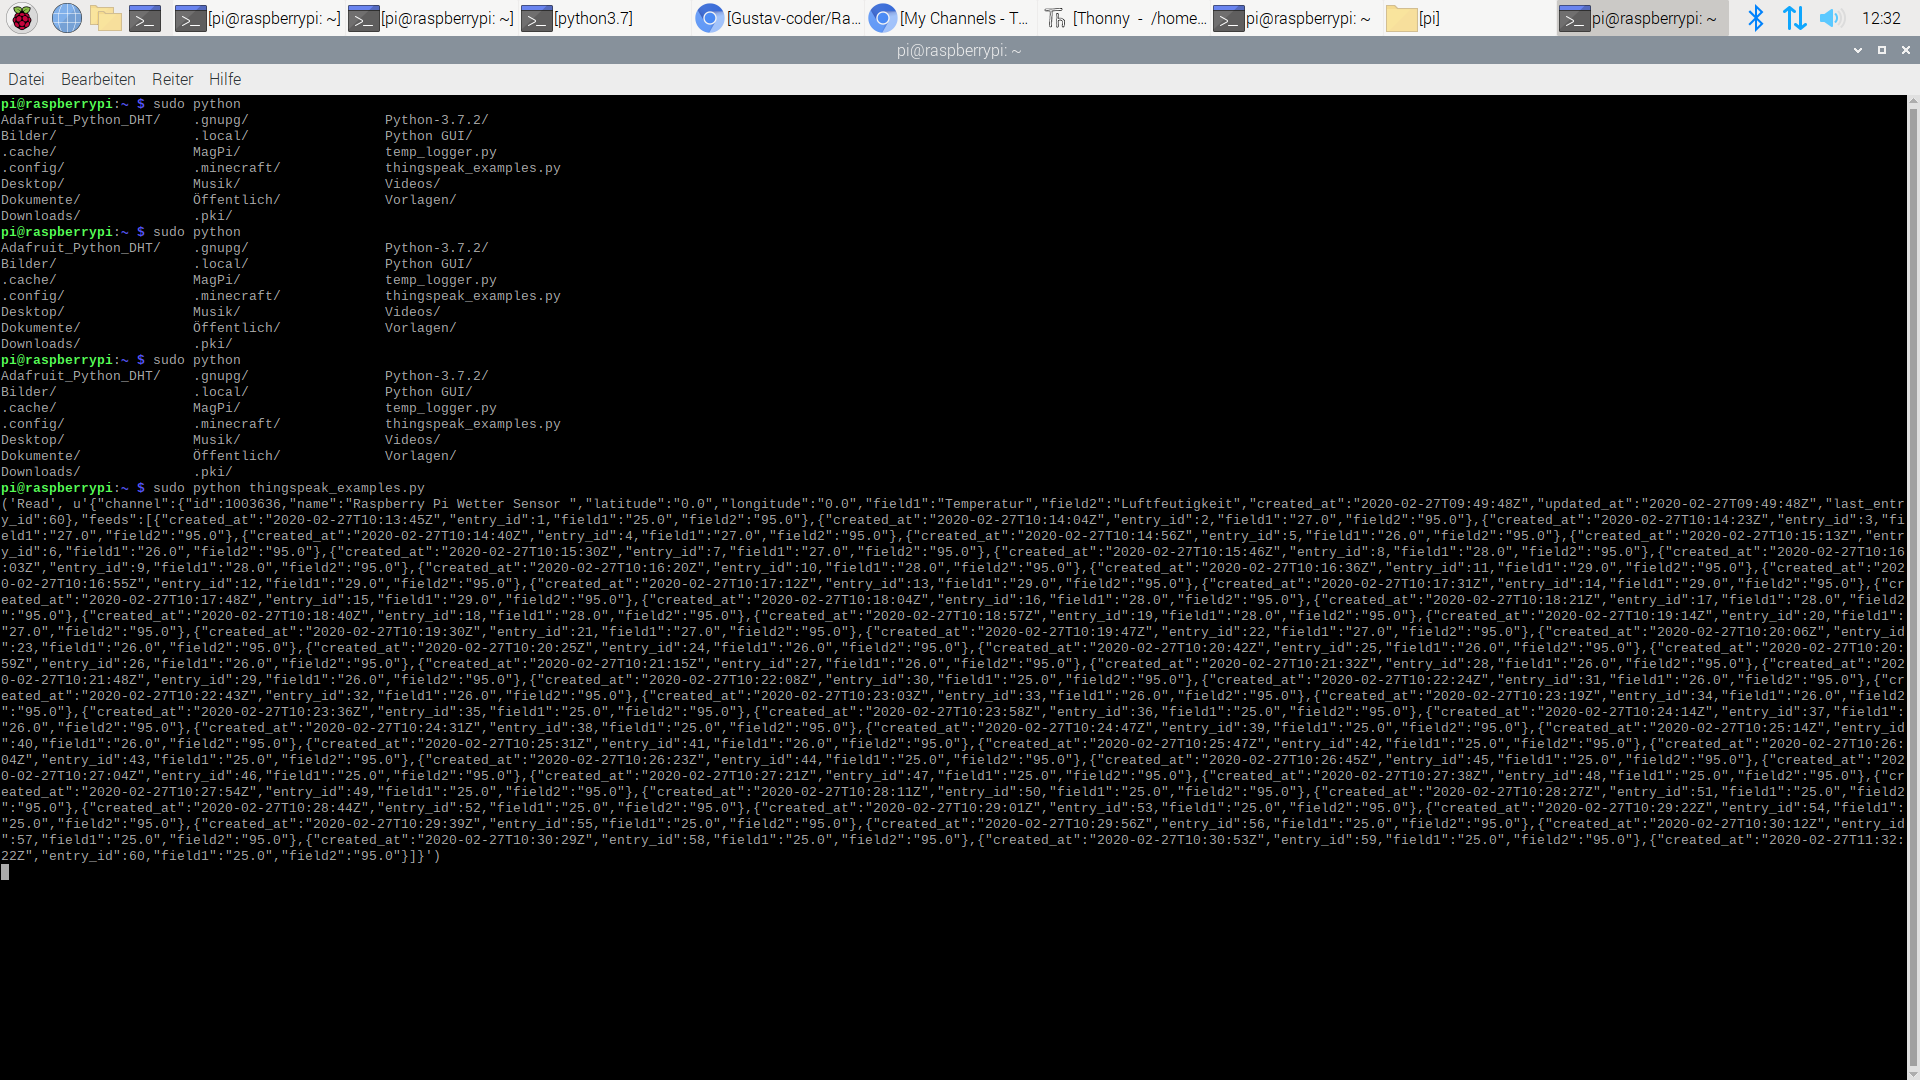 [pi@raspberrypi: ~] [pi@raspberrypi: ~] [python3.7] [Gustav-coder/Ra... [My Channels - T... [Thonny - /home... pi@raspberrypi: ~ [pi] pi@raspberrypi: ~ 12:32
pi@raspberrypi: ~
Datei Bearbeiten Reiter Hilfe
pi@raspberrypi:~ $ sudo python
Adafruit_Python_DHT/ .gnupg/ Python-3.7.2/
Bilder/ .local/ Python GUI/
.cache/ MagPi/ temp_logger.py
.config/ .minecraft/ thingspeak_examples.py
Desktop/ Musik/ Videos/
Dokumente/ Öffentlich/ Vorlagen/
Downloads/ .pki/
pi@raspberrypi:~ $ sudo python
Adafruit_Python_DHT/ .gnupg/ Python-3.7.2/
Bilder/ .local/ Python GUI/
.cache/ MagPi/ temp_logger.py
.config/ .minecraft/ thingspeak_examples.py
Desktop/ Musik/ Videos/
Dokumente/ Öffentlich/ Vorlagen/
Downloads/ .pki/
pi@raspberrypi:~ $ sudo python
Adafruit_Python_DHT/ .gnupg/ Python-3.7.2/
Bilder/ .local/ Python GUI/
.cache/ MagPi/ temp_logger.py
.config/ .minecraft/ thingspeak_examples.py
Desktop/ Musik/ Videos/
Dokumente/ Öffentlich/ Vorlagen/
Downloads/ .pki/
pi@raspberrypi:~ $ sudo python thingspeak_examples.py
('Read', u'{"channel":{"id":1003636,"name":"Raspberry Pi Wetter Sensor ","latitude":"0.0","longitude":"0.0","field1":"Temperatur","field2":"Luftfeutigkeit","created_at":"2020-02-27T09:49:48Z","updated_at":"2020-02-27T09:49:48Z","last_entr
y_id":60},"feeds":[{"created_at":"2020-02-27T10:13:45Z","entry_id":1,"field1":"25.0","field2":"95.0"},{"created_at":"2020-02-27T10:14:04Z","entry_id":2,"field1":"27.0","field2":"95.0"},{"created_at":"2020-02-27T10:14:23Z","entry_id":3,"fi
eld1":"27.0","field2":"95.0"},{"created_at":"2020-02-27T10:14:40Z","entry_id":4,"field1":"27.0","field2":"95.0"},{"created_at":"2020-02-27T10:14:56Z","entry_id":5,"field1":"26.0","field2":"95.0"},{"created_at":"2020-02-27T10:15:13Z","entr
y_id":6,"field1":"26.0","field2":"95.0"},{"created_at":"2020-02-27T10:15:30Z","entry_id":7,"field1":"27.0","field2":"95.0"},{"created_at":"2020-02-27T10:15:46Z","entry_id":8,"field1":"28.0","field2":"95.0"},{"created_at":"2020-02-27T10:16
:03Z","entry_id":9,"field1":"28.0","field2":"95.0"},{"created_at":"2020-02-27T10:16:20Z","entry_id":10,"field1":"28.0","field2":"95.0"},{"created_at":"2020-02-27T10:16:36Z","entry_id":11,"field1":"29.0","field2":"95.0"},{"created_at":"202
0-02-27T10:16:55Z","entry_id":12,"field1":"29.0","field2":"95.0"},{"created_at":"2020-02-27T10:17:12Z","entry_id":13,"field1":"29.0","field2":"95.0"},{"created_at":"2020-02-27T10:17:31Z","entry_id":14,"field1":"29.0","field2":"95.0"},{"cr
eated_at":"2020-02-27T10:17:48Z","entry_id":15,"field1":"29.0","field2":"95.0"},{"created_at":"2020-02-27T10:18:04Z","entry_id":16,"field1":"28.0","field2":"95.0"},{"created_at":"2020-02-27T10:18:21Z","entry_id":17,"field1":"28.0","field2
":"95.0"},{"created_at":"2020-02-27T10:18:40Z","entry_id":18,"field1":"28.0","field2":"95.0"},{"created_at":"2020-02-27T10:18:57Z","entry_id":19,"field1":"28.0","field2":"95.0"},{"created_at":"2020-02-27T10:19:14Z","entry_id":20,"field1":
"27.0","field2":"95.0"},{"created_at":"2020-02-27T10:19:30Z","entry_id":21,"field1":"27.0","field2":"95.0"},{"created_at":"2020-02-27T10:19:47Z","entry_id":22,"field1":"27.0","field2":"95.0"},{"created_at":"2020-02-27T10:20:06Z","entry_id
":23,"field1":"26.0","field2":"95.0"},{"created_at":"2020-02-27T10:20:25Z","entry_id":24,"field1":"26.0","field2":"95.0"},{"created_at":"2020-02-27T10:20:42Z","entry_id":25,"field1":"26.0","field2":"95.0"},{"created_at":"2020-02-27T10:20:
59Z","entry_id":26,"field1":"26.0","field2":"95.0"},{"created_at":"2020-02-27T10:21:15Z","entry_id":27,"field1":"26.0","field2":"95.0"},{"created_at":"2020-02-27T10:21:32Z","entry_id":28,"field1":"26.0","field2":"95.0"},{"created_at":"202
0-02-27T10:21:48Z","entry_id":29,"field1":"26.0","field2":"95.0"},{"created_at":"2020-02-27T10:22:08Z","entry_id":30,"field1":"25.0","field2":"95.0"},{"created_at":"2020-02-27T10:22:24Z","entry_id":31,"field1":"26.0","field2":"95.0"},{"cr
eated_at":"2020-02-27T10:22:43Z","entry_id":32,"field1":"26.0","field2":"95.0"},{"created_at":"2020-02-27T10:23:03Z","entry_id":33,"field1":"26.0","field2":"95.0"},{"created_at":"2020-02-27T10:23:19Z","entry_id":34,"field1":"26.0","field2
":"95.0"},{"created_at":"2020-02-27T10:23:36Z","entry_id":35,"field1":"25.0","field2":"95.0"},{"created_at":"2020-02-27T10:23:58Z","entry_id":36,"field1":"25.0","field2":"95.0"},{"created_at":"2020-02-27T10:24:14Z","entry_id":37,"field1":
"26.0","field2":"95.0"},{"created_at":"2020-02-27T10:24:31Z","entry_id":38,"field1":"25.0","field2":"95.0"},{"created_at":"2020-02-27T10:24:47Z","entry_id":39,"field1":"25.0","field2":"95.0"},{"created_at":"2020-02-27T10:25:14Z","entry_id
":40,"field1":"26.0","field2":"95.0"},{"created_at":"2020-02-27T10:25:31Z","entry_id":41,"field1":"26.0","field2":"95.0"},{"created_at":"2020-02-27T10:25:47Z","entry_id":42,"field1":"25.0","field2":"95.0"},{"created_at":"2020-02-27T10:26:
04Z","entry_id":43,"field1":"25.0","field2":"95.0"},{"created_at":"2020-02-27T10:26:23Z","entry_id":44,"field1":"25.0","field2":"95.0"},{"created_at":"2020-02-27T10:26:45Z","entry_id":45,"field1":"25.0","field2":"95.0"},{"created_at":"202
0-02-27T10:27:04Z","entry_id":46,"field1":"25.0","field2":"95.0"},{"created_at":"2020-02-27T10:27:21Z","entry_id":47,"field1":"25.0","field2":"95.0"},{"created_at":"2020-02-27T10:27:38Z","entry_id":48,"field1":"25.0","field2":"95.0"},{"cr
eated_at":"2020-02-27T10:27:54Z","entry_id":49,"field1":"25.0","field2":"95.0"},{"created_at":"2020-02-27T10:28:11Z","entry_id":50,"field1":"25.0","field2":"95.0"},{"created_at":"2020-02-27T10:28:27Z","entry_id":51,"field1":"25.0","field2
":"95.0"},{"created_at":"2020-02-27T10:28:44Z","entry_id":52,"field1":"25.0","field2":"95.0"},{"created_at":"2020-02-27T10:29:01Z","entry_id":53,"field1":"25.0","field2":"95.0"},{"created_at":"2020-02-27T10:29:22Z","entry_id":54,"field1":
"25.0","field2":"95.0"},{"created_at":"2020-02-27T10:29:39Z","entry_id":55,"field1":"25.0","field2":"95.0"},{"created_at":"2020-02-27T10:29:56Z","entry_id":56,"field1":"25.0","field2":"95.0"},{"created_at":"2020-02-27T10:30:12Z","entry_id
":57,"field1":"25.0","field2":"95.0"},{"created_at":"2020-02-27T10:30:29Z","entry_id":58,"field1":"25.0","field2":"95.0"},{"created_at":"2020-02-27T10:30:53Z","entry_id":59,"field1":"25.0","field2":"95.0"},{"created_at":"2020-02-27T11:32:
22Z","entry_id":60,"field1":"25.0","field2":"95.0"}]}')